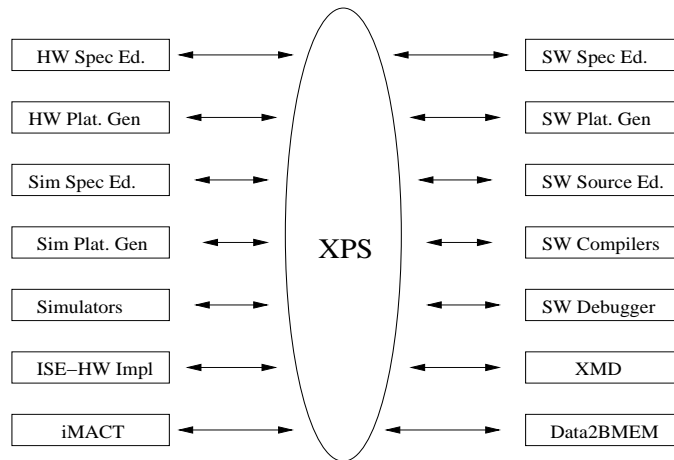 HW Spec Ed.
SW Spec Ed.
HW Plat. Gen
SW Plat. Gen
Sim Spec Ed.
SW Source Ed.
Sim Plat. Gen
XPS
SW Compilers
Simulators
SW Debugger
ISE−HW Impl
XMD
iMACT
Data2BMEM